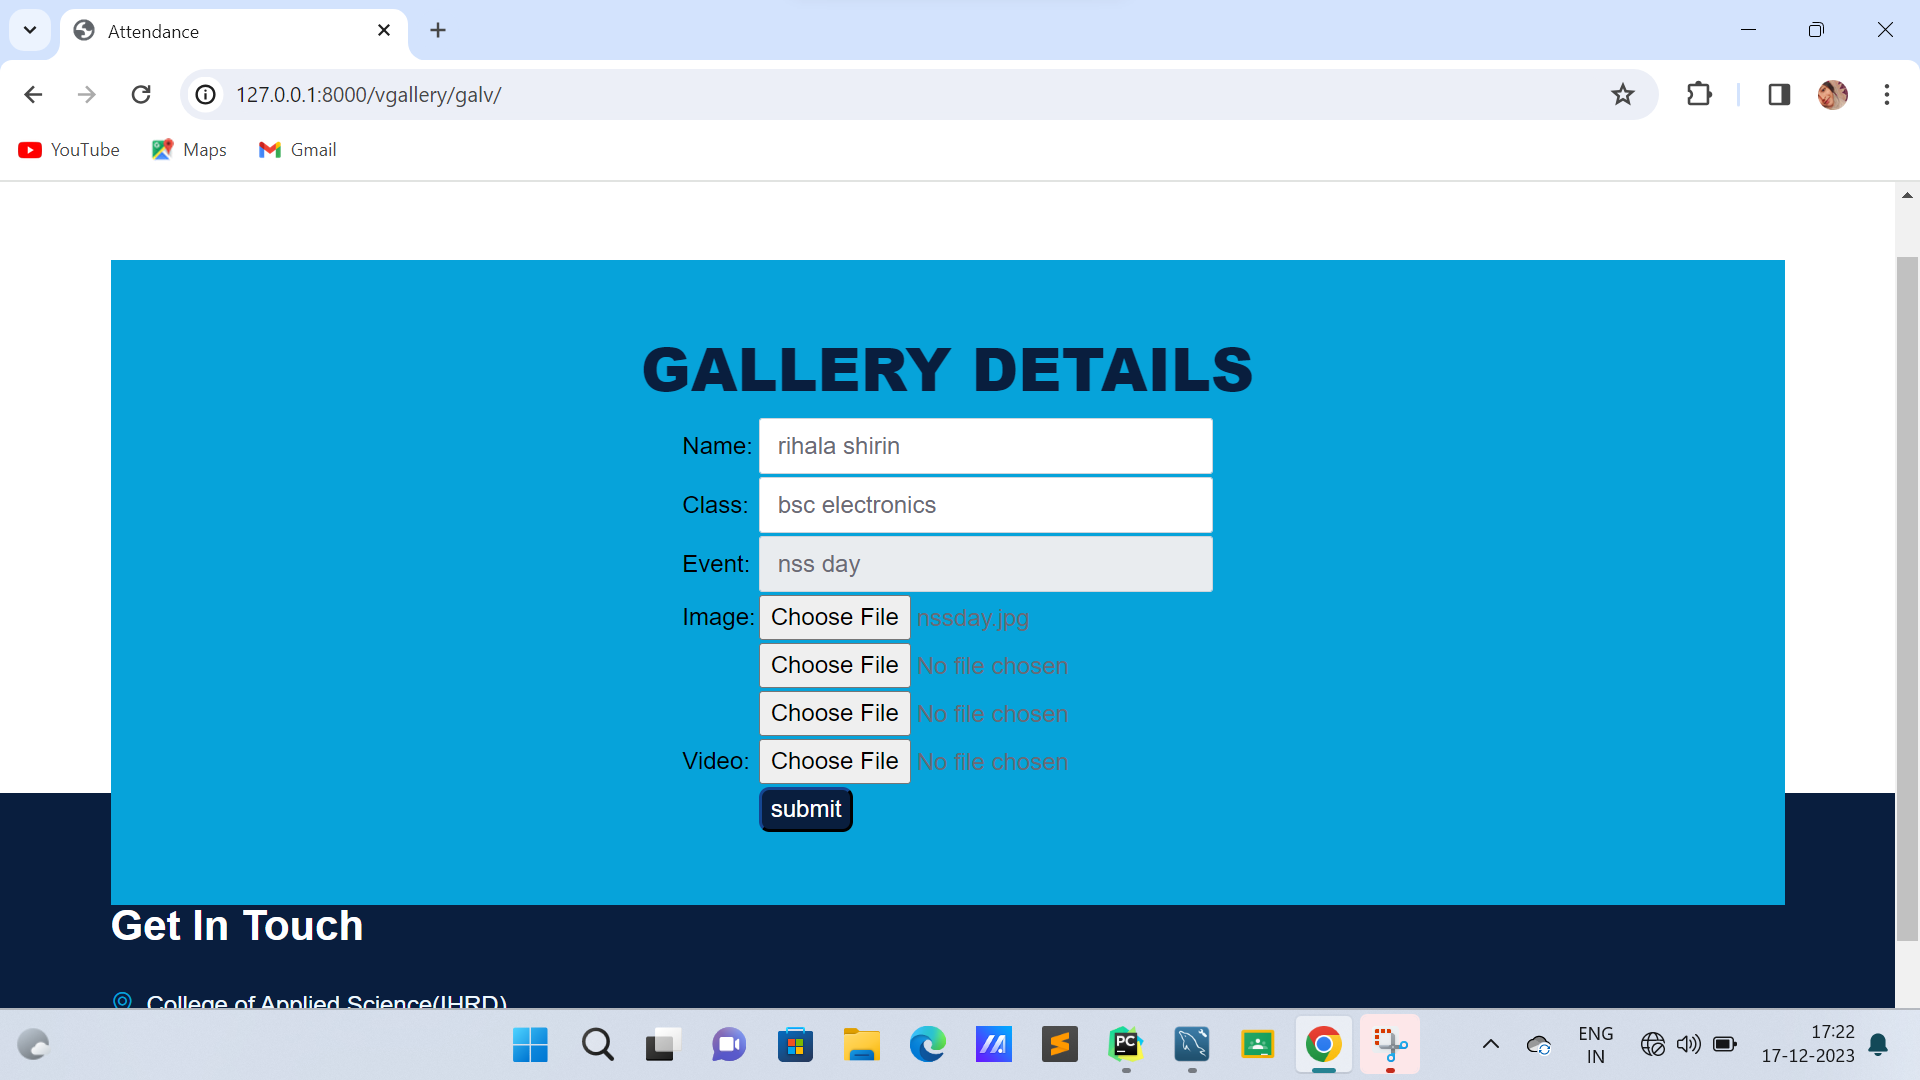 Attendance
127.0.0.1:8000/vgallery/galv/
YouTube Maps Gmail
GALLERY DETAILS
Name: rihala shirin
Class: bsc electronics
Event: nss day
Image: Choose File nssday.jpg
Choose File No file chosen
Choose File No file chosen
Video: Choose File No file chosen
submit
Get In Touch
College of Applied Science(IHRD)
PC
ENG
IN
17:22
17-12-2023